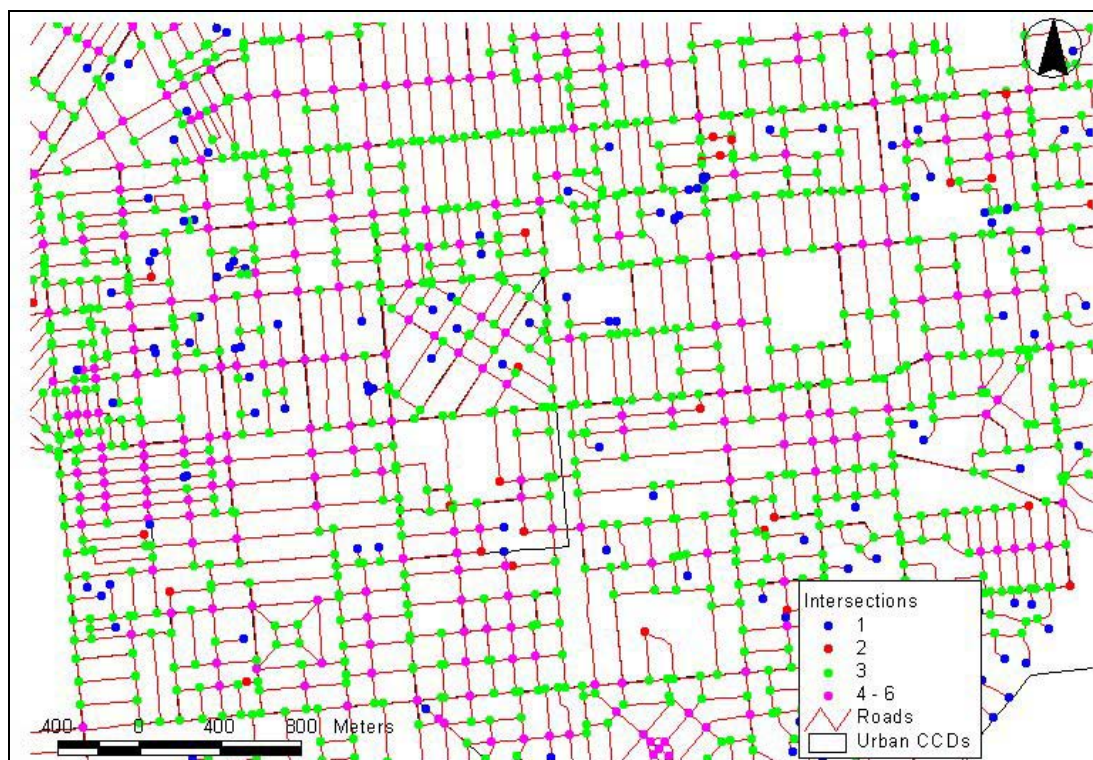 Intersections
1
2
3
4 - 6
Roads
Urban CCDs
400 0 400 800 Meters